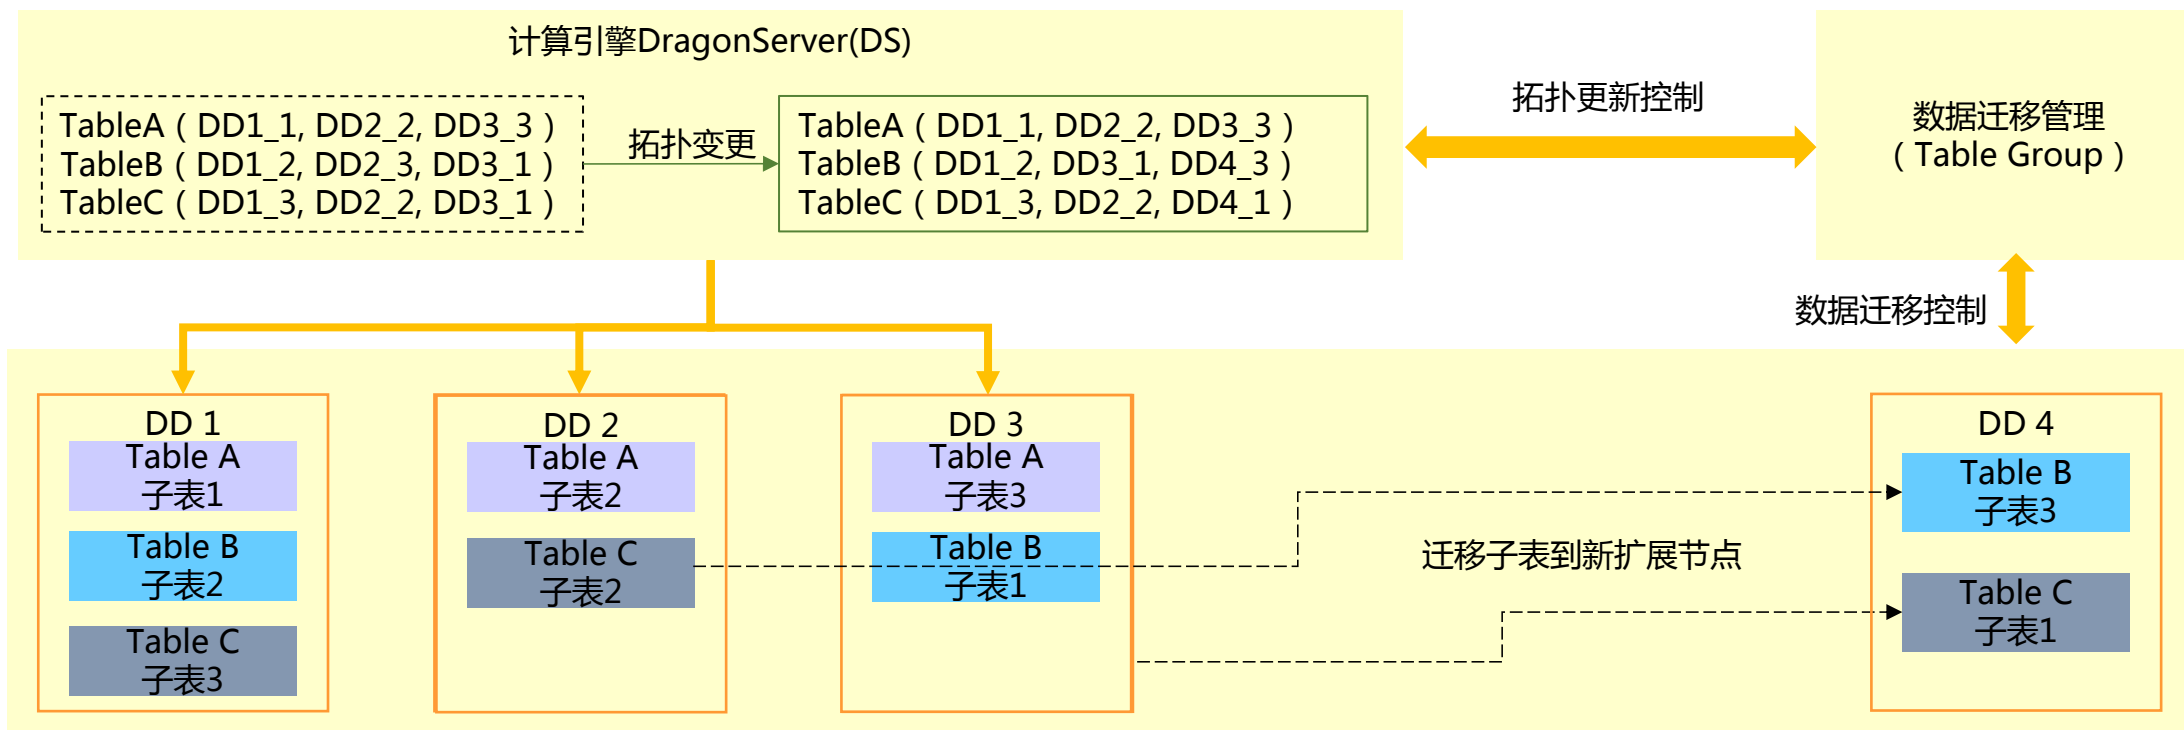 计算引擎DragonServer(DS)
TableA（DD1_1, DD2_2, DD3_3）
TableB（DD1_2, DD2_3, DD3_1）
TableC（DD1_3, DD2_2, DD3_1）
拓扑变更
TableA（DD1_1, DD2_2, DD3_3）
TableB（DD1_2, DD3_1, DD4_3）
TableC（DD1_3, DD2_2, DD4_1）
拓扑更新控制
数据迁移管理
（Table Group）
数据迁移控制
DD 1
Table A
子表1
Table B
子表2
Table C
子表3
DD 2
Table A
子表2
Table C
子表2
DD 3
Table A
子表3
Table B
子表1
迁移子表到新扩展节点
DD 4
Table B
子表3
Table C
子表1